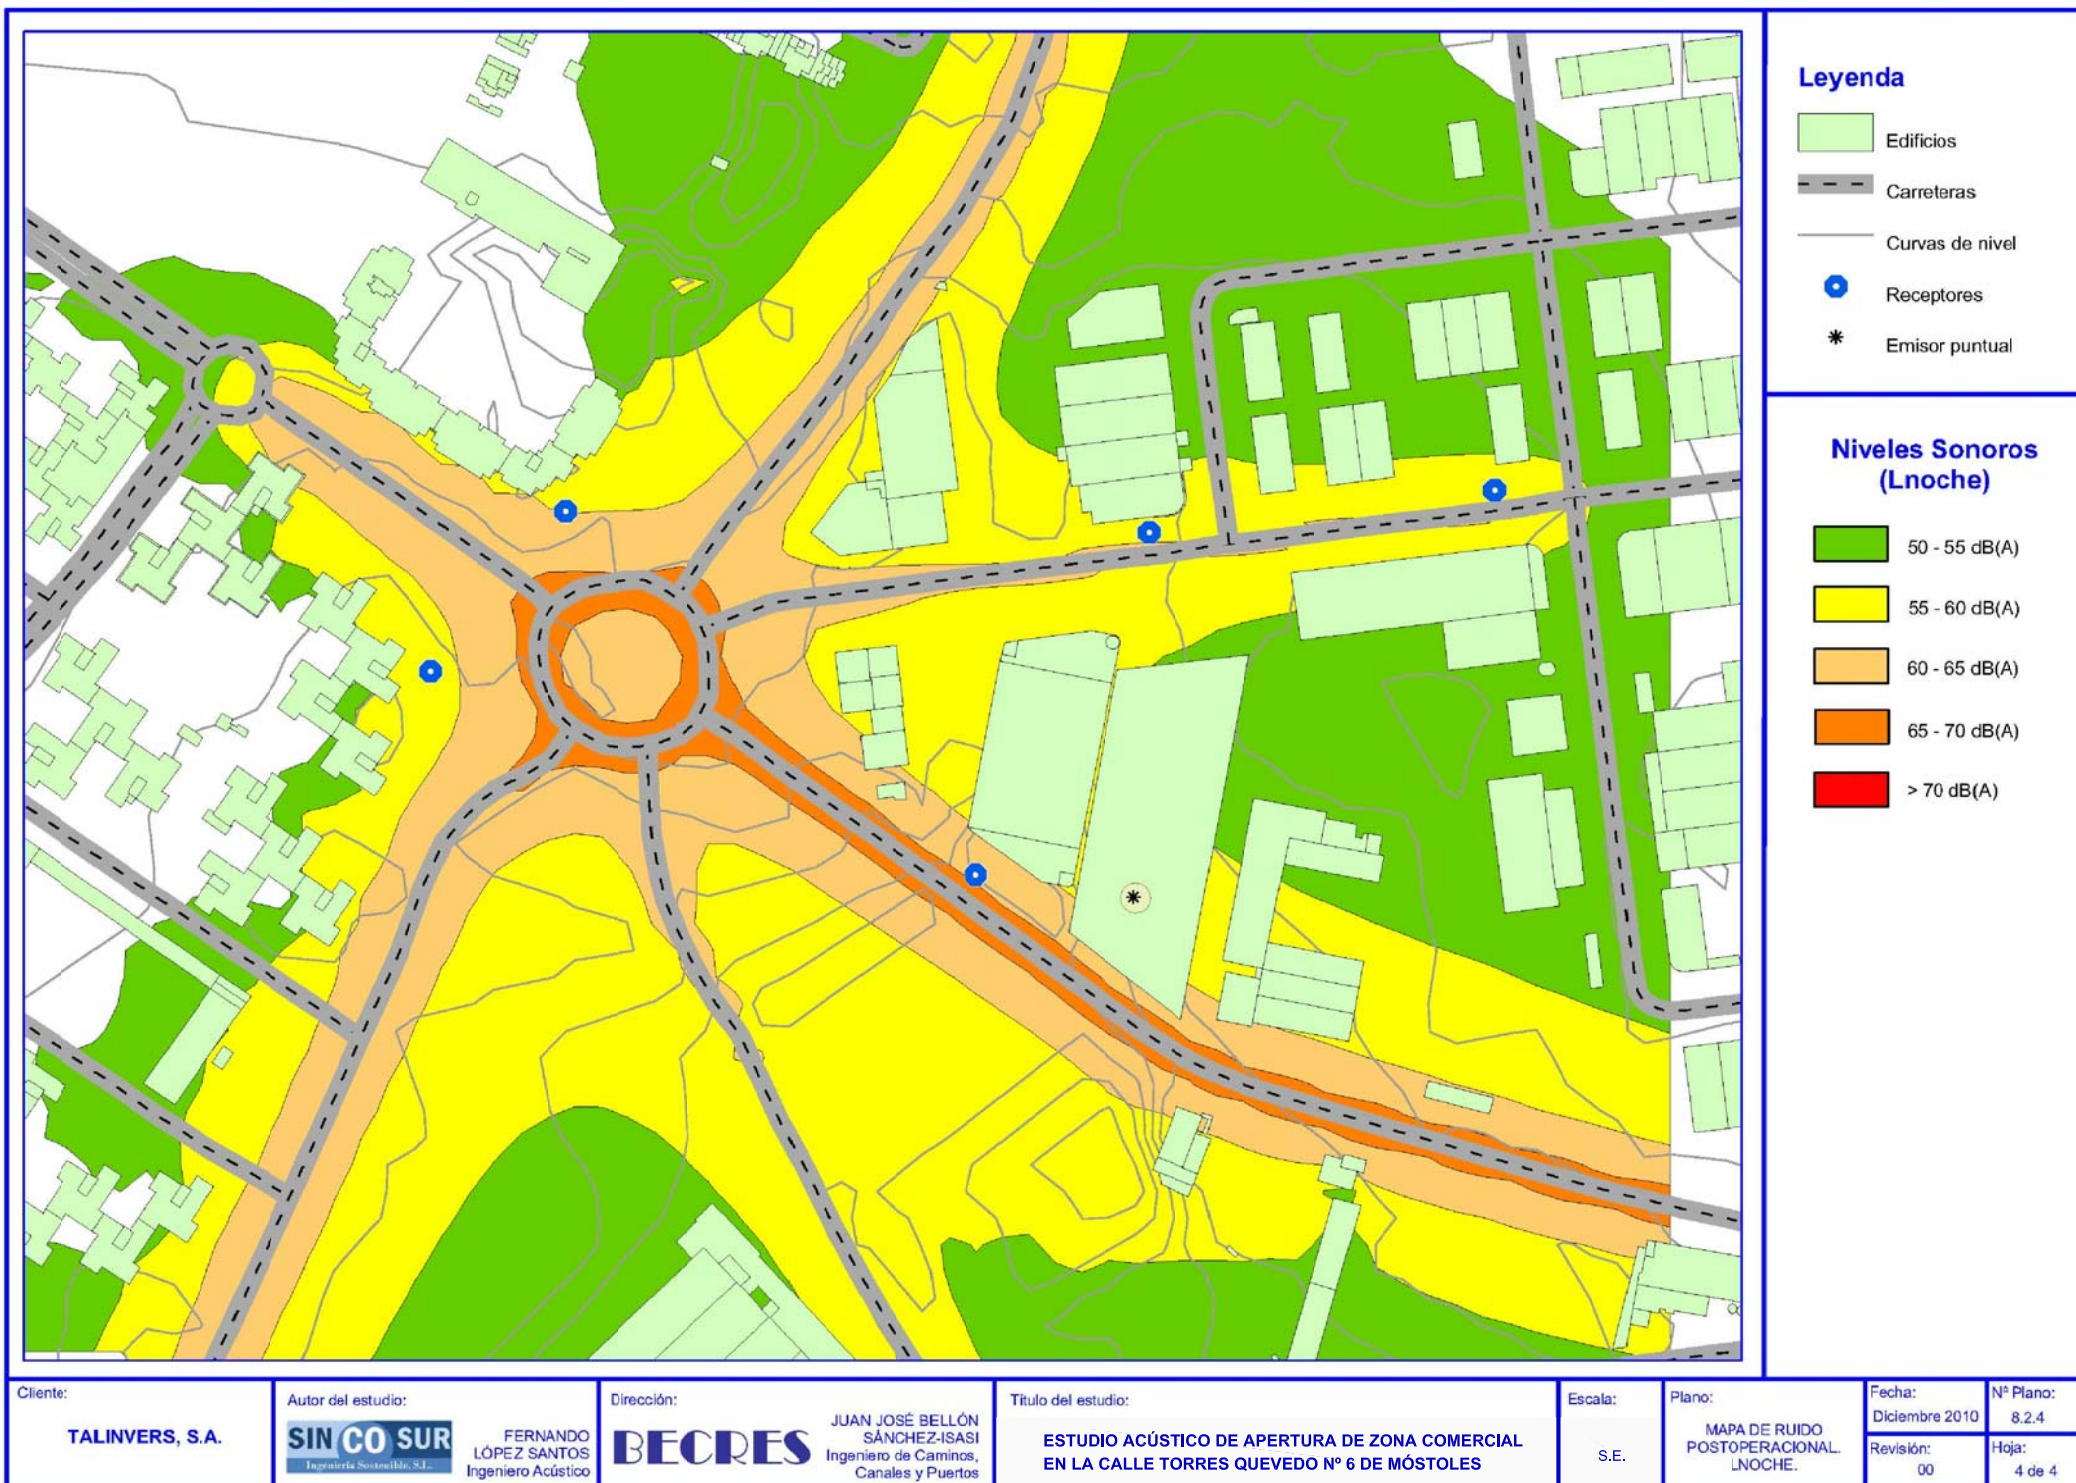 Leyenda
Edificios
Carreteras
Curvas de nivel
Receptores
Emisor puntual
Niveles Sonoros
(Lnoche)
50 - 55 dB(A)
55 - 60 dB(A)
60 - 65 dB(A)
65 - 70 dB(A)
> 70 dB(A)
Cliente:
TALINVERS, S.A.
Autor del estudio:
SINCOSUR
Ingeniería Sostenible, S.L.
FERNANDO
LÓPEZ SANTOS
Ingeniero Acústico
Dirección:
BECRES
JUAN JOSÉ BELLÓN
SÁNCHEZ-ISASI
Ingeniero de Caminos,
Canales y Puertos
Título del estudio:
ESTUDIO ACÚSTICO DE APERTURA DE ZONA COMERCIAL
EN LA CALLE TORRES QUEVEDO Nº 6 DE MÓSTOLES
Escala:
S.E.
Plano:
MAPA DE RUIDO
POSTOPERACIONAL.
LNOCHE.
Fecha:
Diciembre 2010
Revisión:
00
Nº Plano:
8.2.4
Hoja:
4 de 4